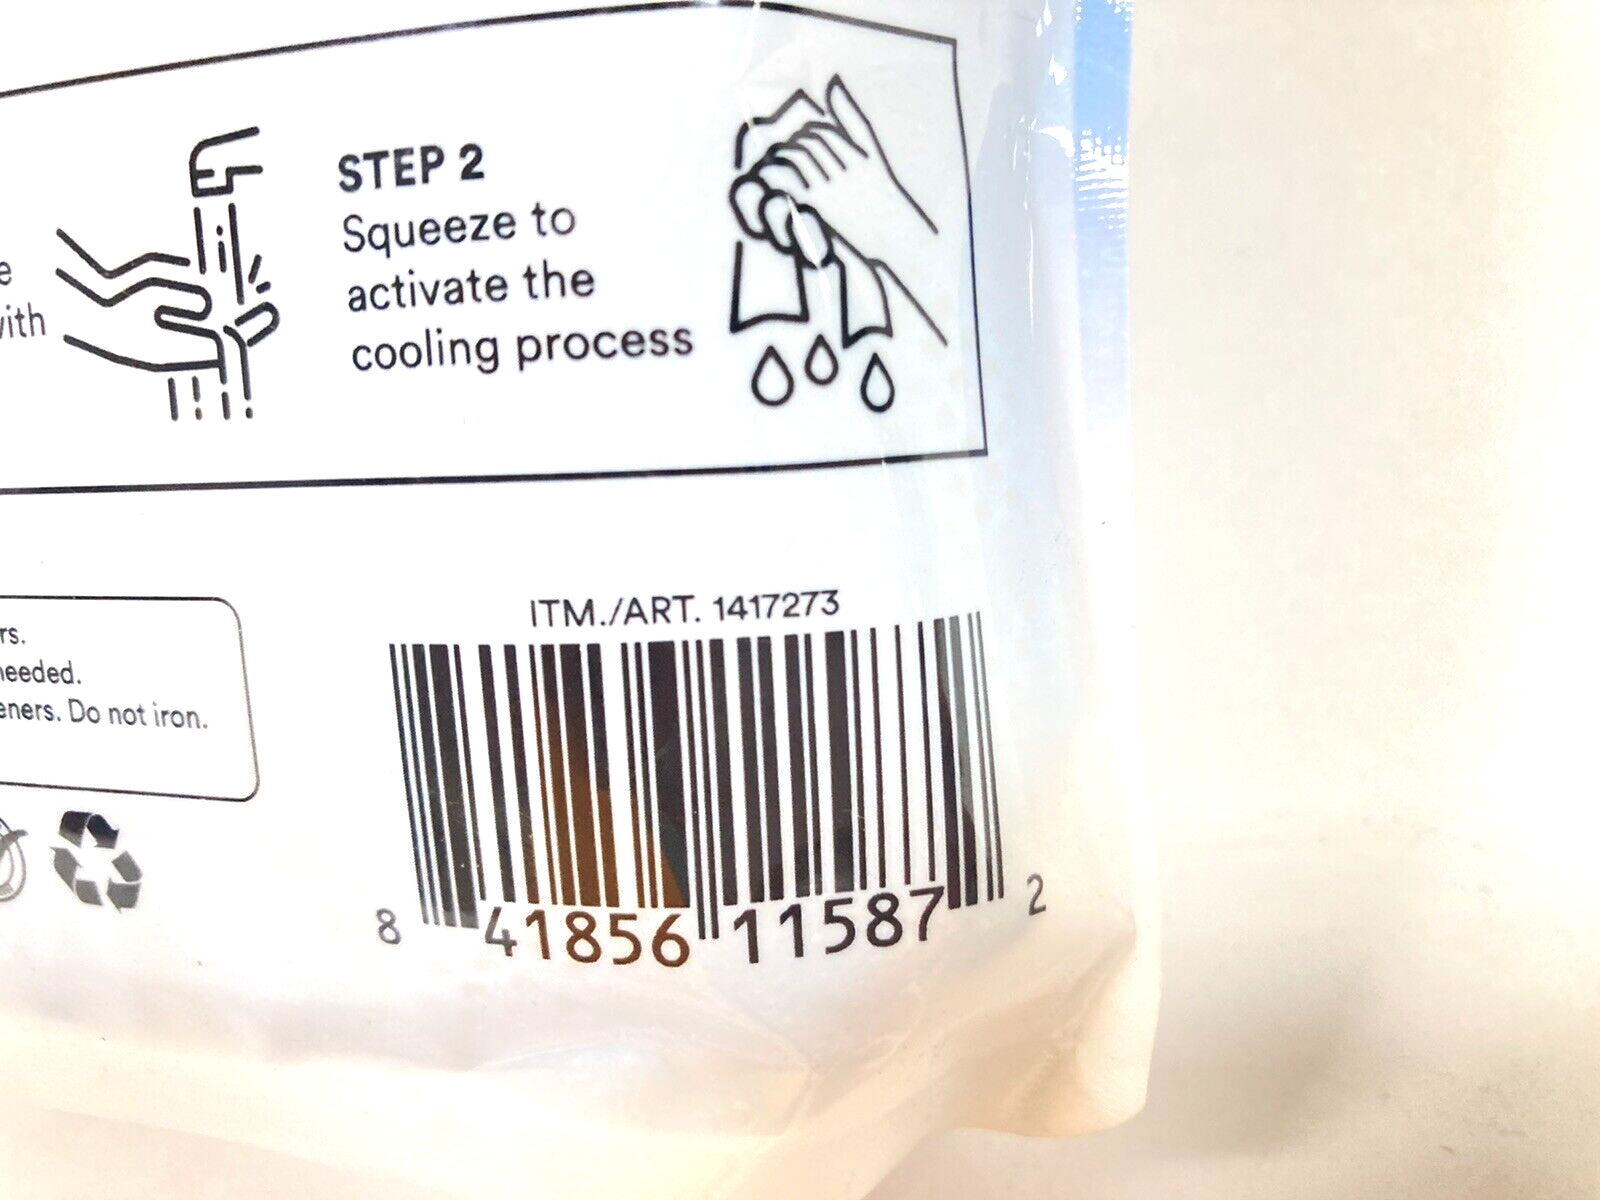 STEP 2
Squeeze to
activate the
cooling process
e
with
ITM./ART. 1417273
rs.
needed.
eners. Do not iron.
8 41856 11587 2